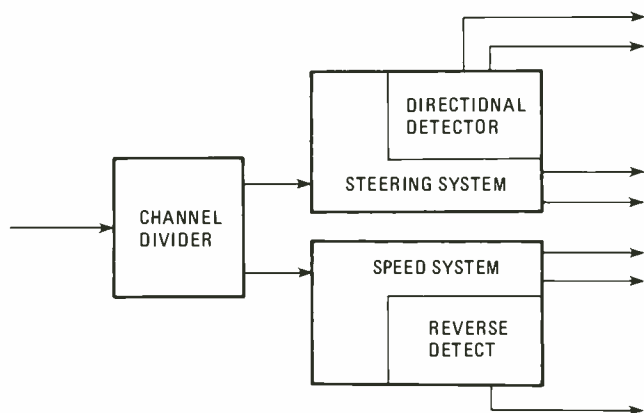 DIRECTIONAL
DETECTOR
STEERING SYSTEM
CHANNEL
DIVIDER
SPEED SYSTEM
REVERSE
DETECT